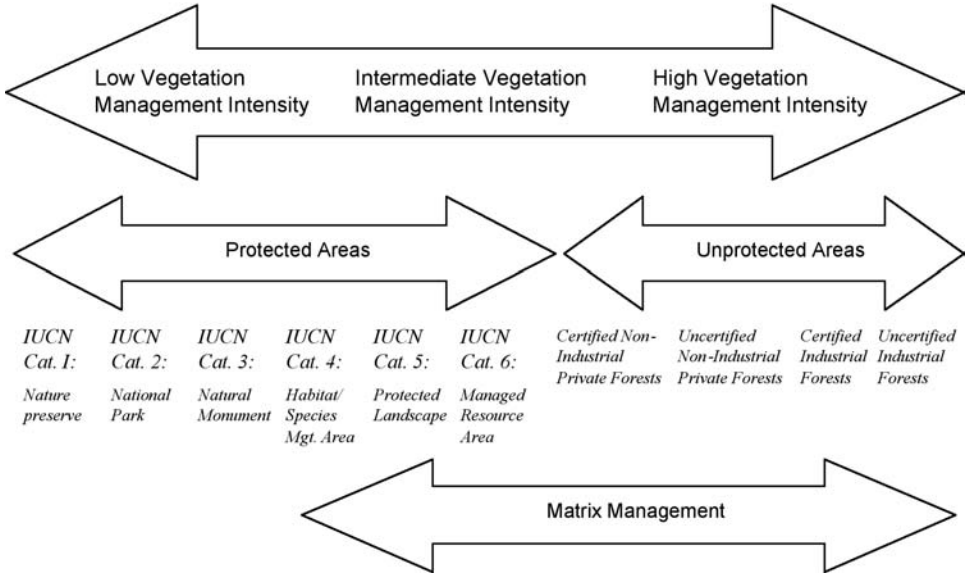 Low Vegetation
Management Intensity
Intermediate Vegetation
Management Intensity
High Vegetation
Management Intensity
Protected Areas
Unprotected Areas
IUCN
Cat. 1:
Nature
preserve
IUCN
Cat. 2:
National
Park
IUCN
Cat. 3:
Natural
Monument
IUCN
Cat. 4:
Habitat/
Species
Mgt. Area
IUCN
Cat. 5:
Protected
Landscape
IUCN
Cat. 6:
Managed
Resource
Area
Certified Non-
Industrial
Private Forests
Uncertified
Non-Industrial
Private Forests
Certified
Industrial
Forests
Uncertified
Industrial
Forests
Matrix Management